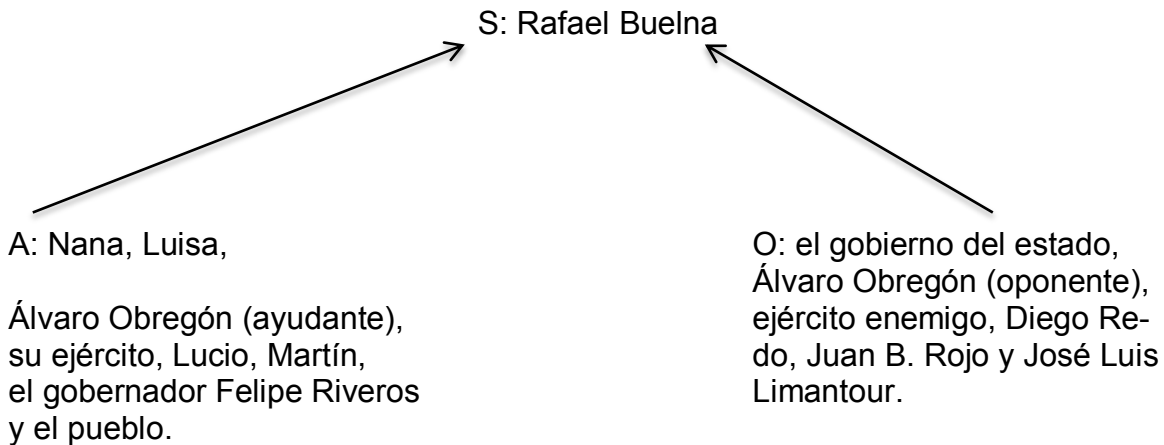 S: Rafael Buelna
A: Nana, Luisa,
Álvaro Obregón (ayudante),
su ejército, Lucio, Martín,
el gobernador Felipe Riveros
y el pueblo.
O: el gobierno del estado,
Álvaro Obregón (oponente),
ejército enemigo, Diego Re-
do, Juan B. Rojo y José Luis
Limantour.